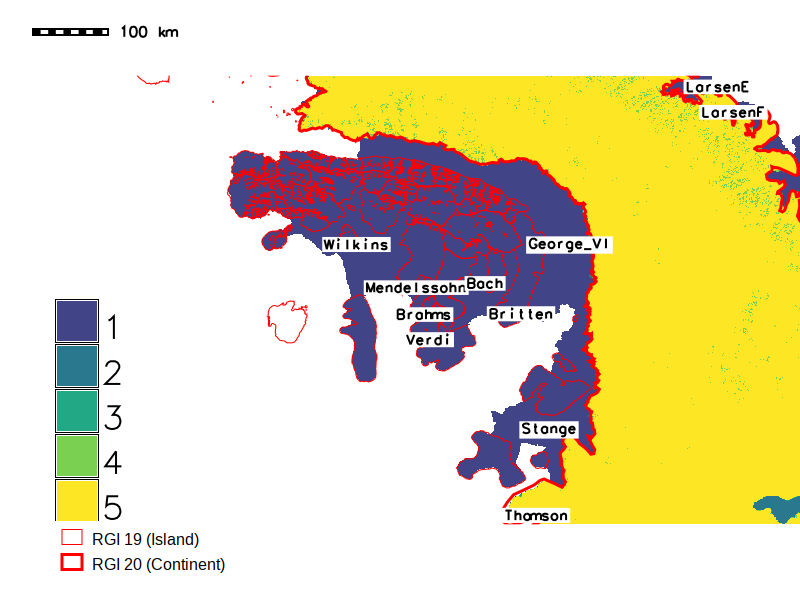 100 km
LarsenE
LarsenF
Wilkins
George_VI
Mendelssohn
Bach
Brahms
Britten
Verdi
1
2
3
4
5
Stange
Thomson
RGI 19 (Island)
RGI 20 (Continent)